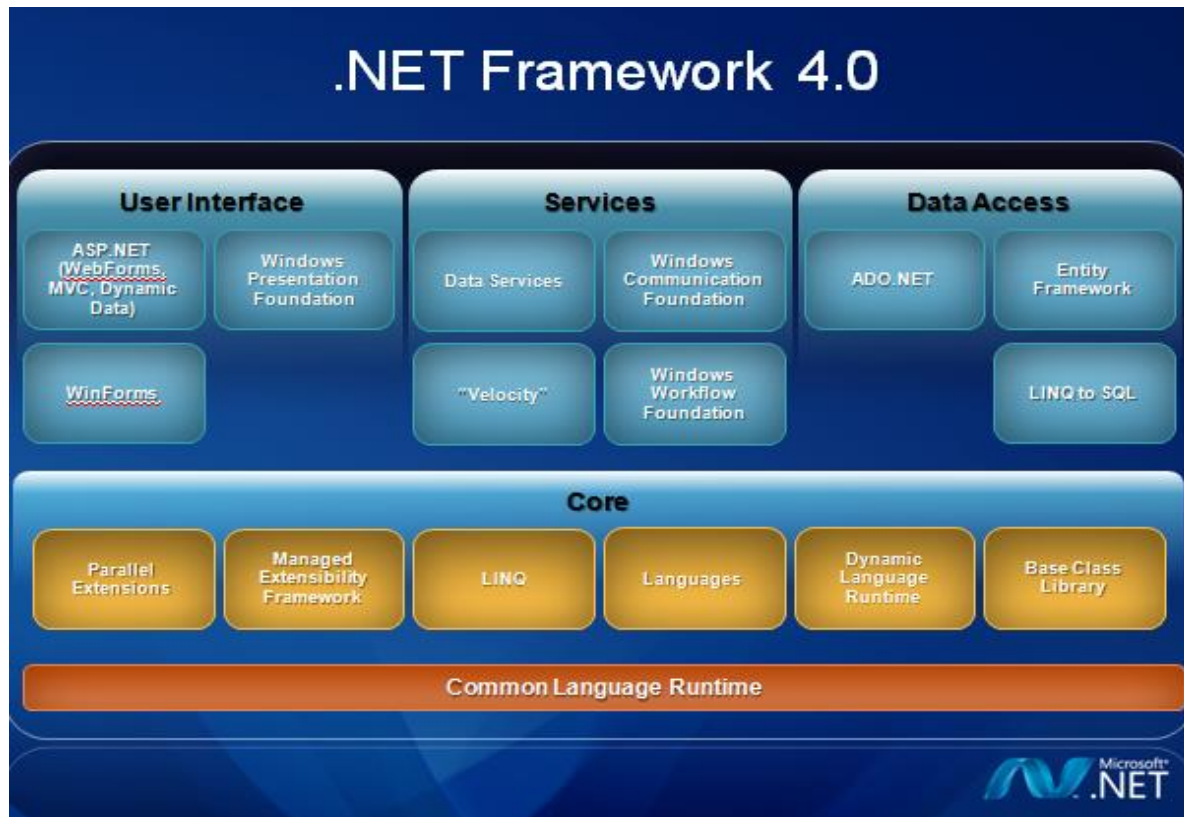 .NET Framework 4.0
User Interface
ASP.NET
(WebForms,
MVC, Dynamic
Data)
Windows
Presentation
Foundation
WinForms
Services
Data Services
Windows
Communication
Foundation
"Velocity"
Windows
Workflow
Foundation
Data Access
ADO.NET
Entity
Framework
LINQ to SQL
Core
Parallel
Extensions
Managed
Extensibility
Framework
LINQ
Languages
Dynamic
Language
Runtime
Base Class
Library
Common Language Runtime
Microsoft
.NET